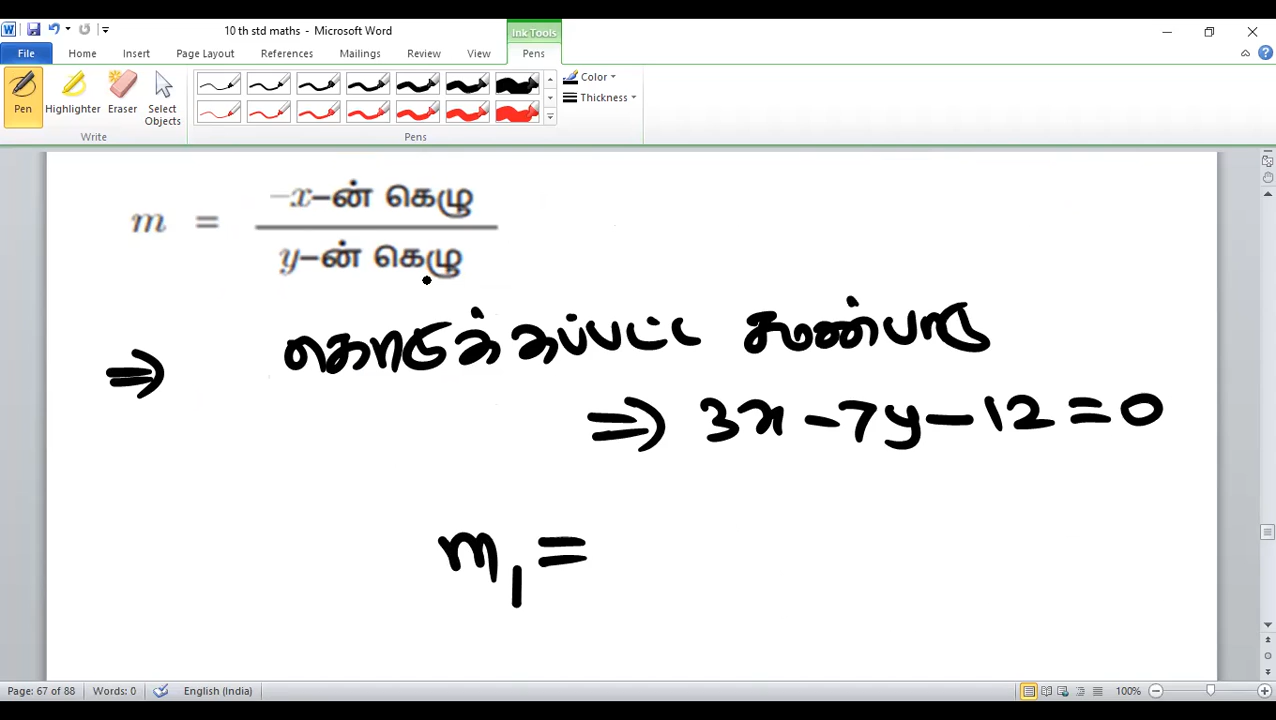 10 th std maths - Microsoft Word
Ink Tools
File Home Insert Page Layout References Mailings Review View Pens
Pen Highlighter Eraser Select Objects
Color
Thickness
Write Pens
m = -x-ன் கெழு
y-ன் கெழு
⇒ கொடுக்கப்பட்ட சமன்பாடு
⇒ 3x - 7y - 12 = 0
m₁ =
Page: 67 of 88 Words: 0 English (India) 100%